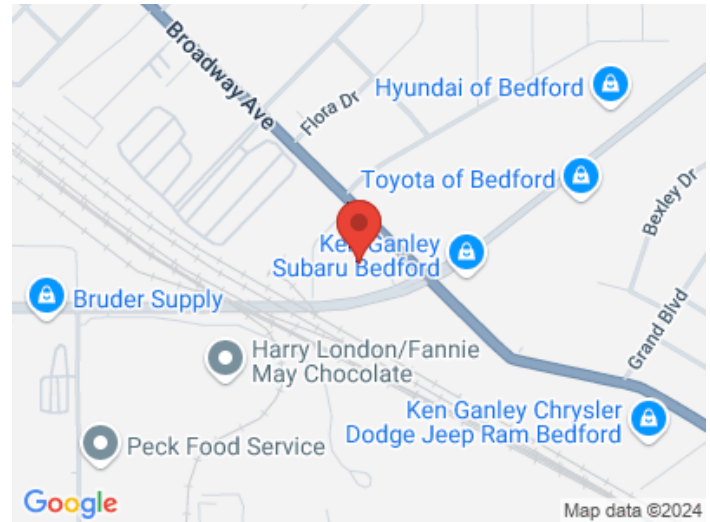 Broadway Ave
Flora Dr
Hyundai of Bedford
Toyota of Bedford
Bexley Dr
Ken Ganley
Subaru Bedford
Bruder Supply
Grand Blvd
Harry London/Fannie
May Chocolate
Ken Ganley Chrysler
Dodge Jeep Ram Bedford
Peck Food Service
Google
Map data ©2024